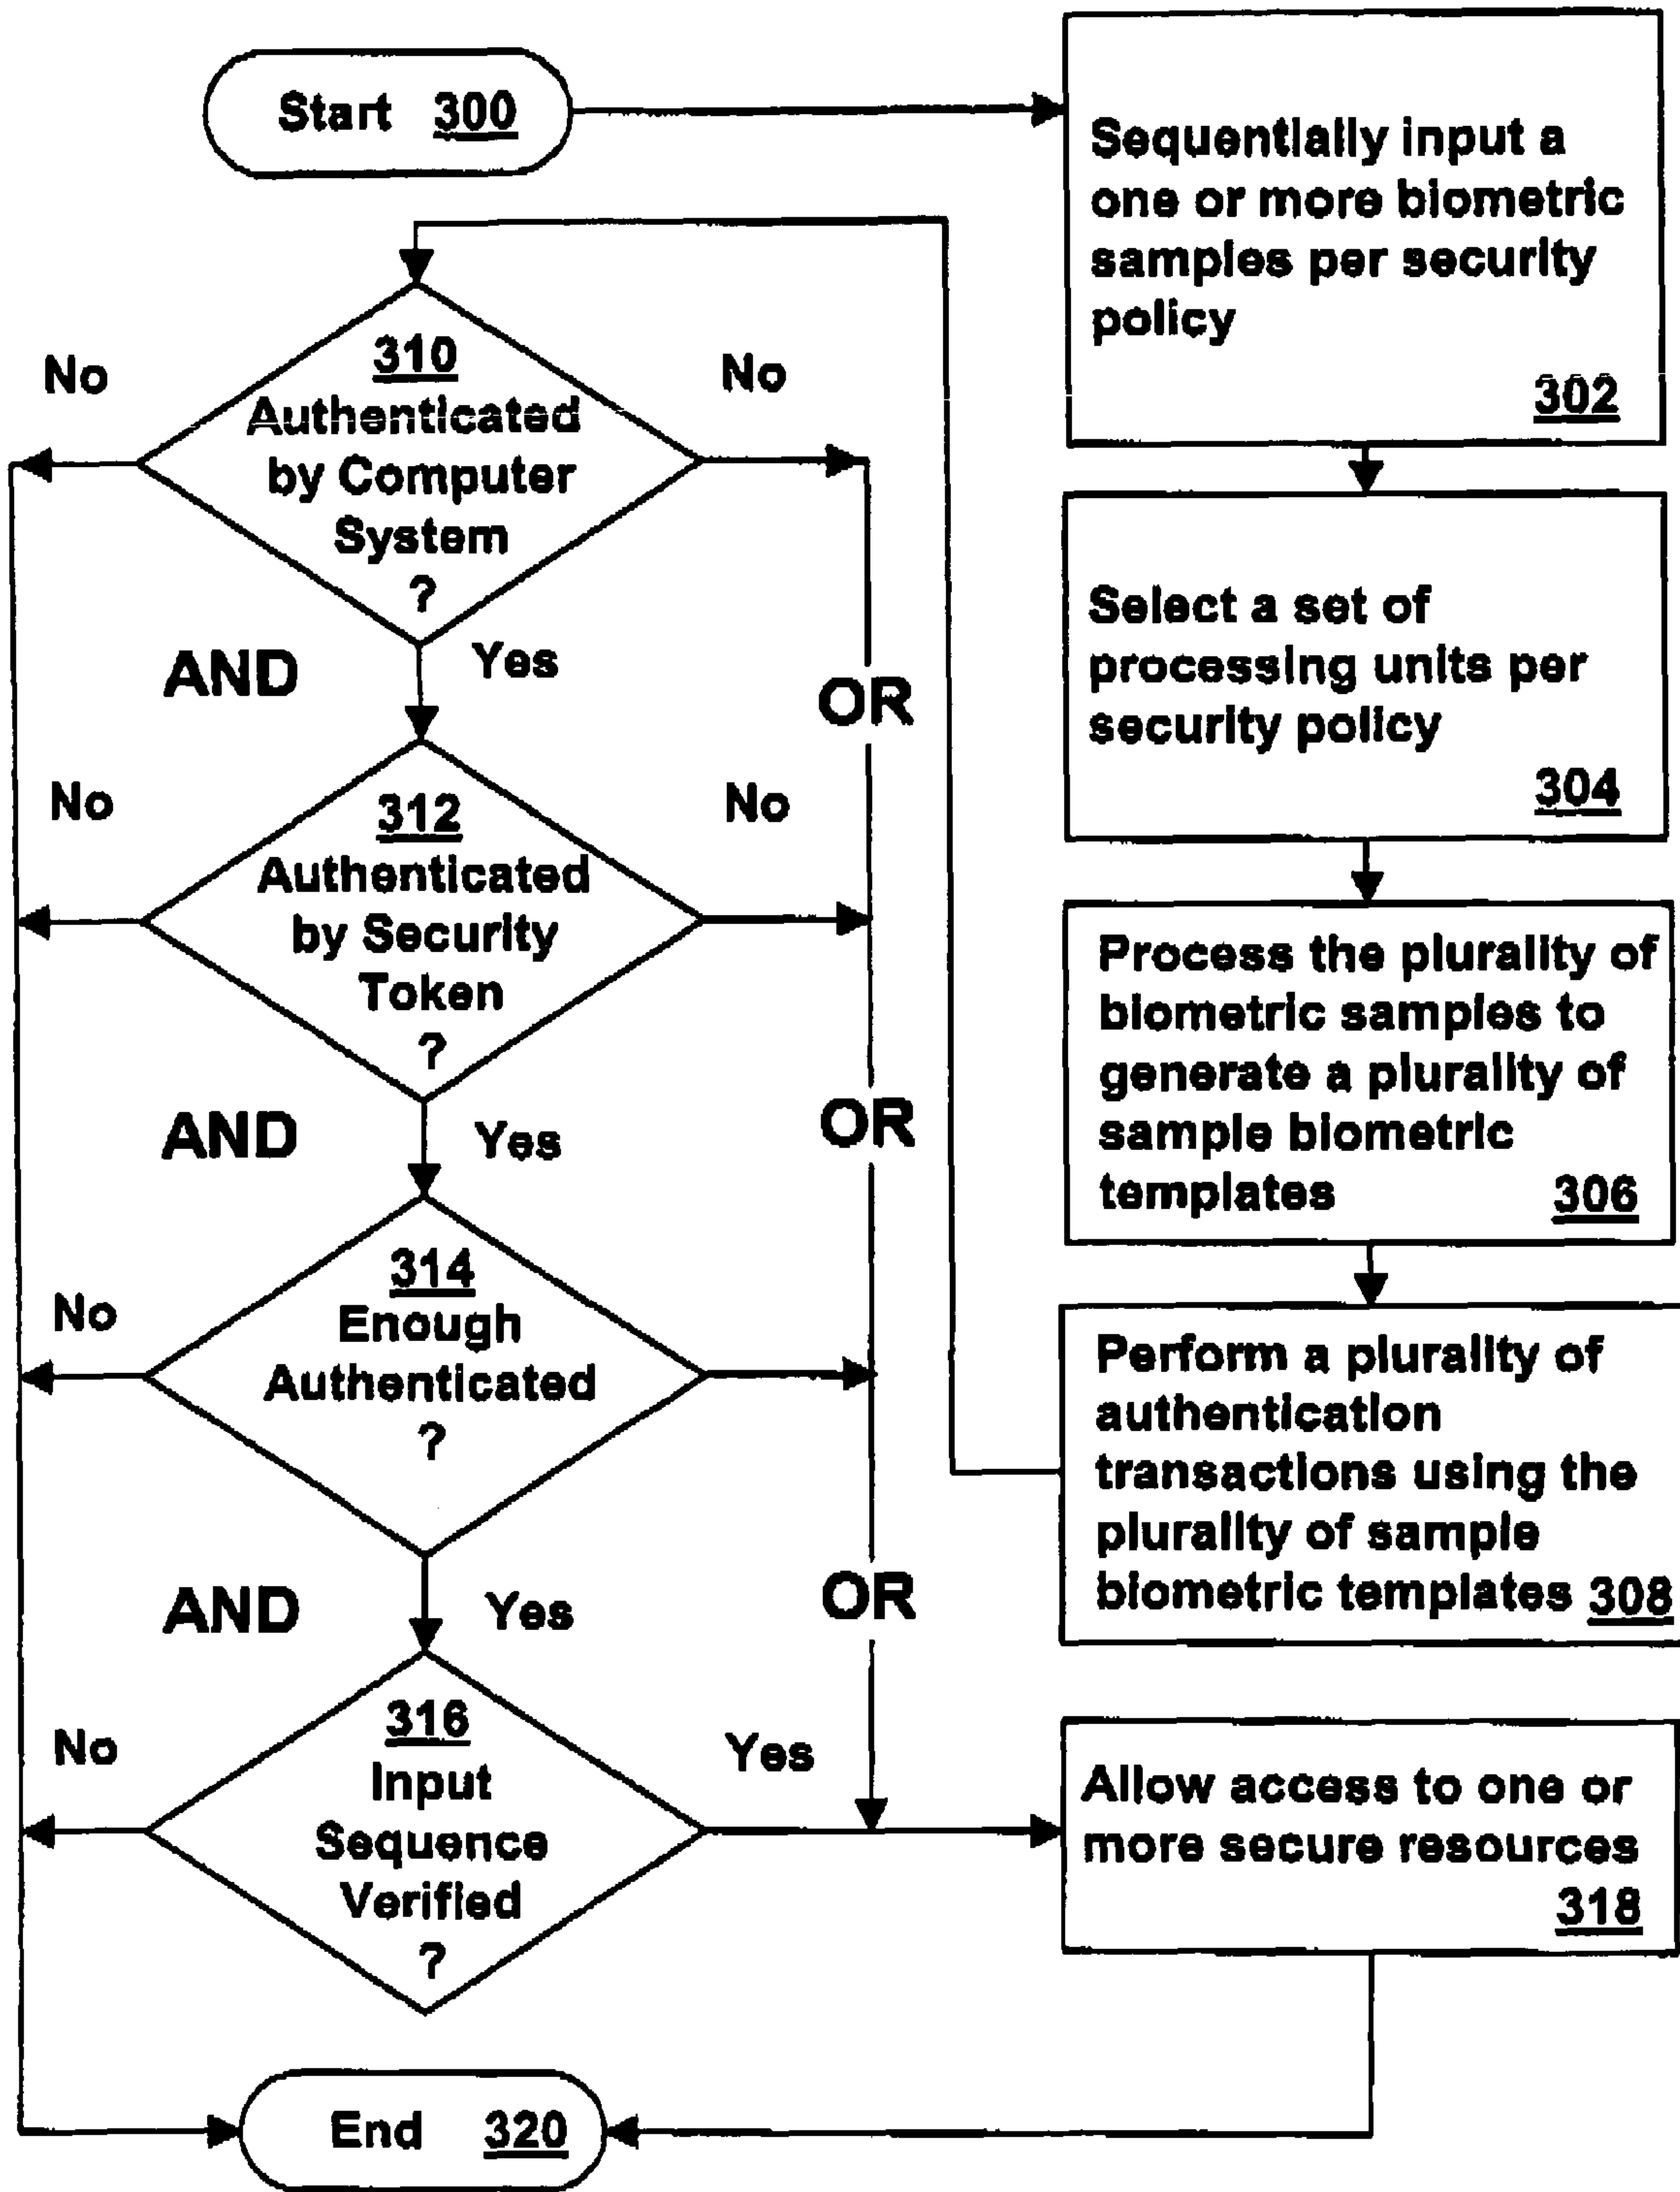 Start 300
Sequentially input a
one or more biometric
samples per security
policy
302
Select a set of
processing units per
security policy
304
Process the plurality of
biometric samples to
generate a plurality of
sample biometric
templates 306
Perform a plurality of
authentication
transactions using the
plurality of sample
biometric templates 308
No
310
Authenticated
by Computer
System
?
No
AND
Yes
OR
No
312
Authenticated
by Security
Token
?
No
AND
Yes
OR
No
314
Enough
Authenticated
?
AND
Yes
OR
No
316
Input
Sequence
Verified
?
Yes
Allow access to one or
more secure resources
318
End 320